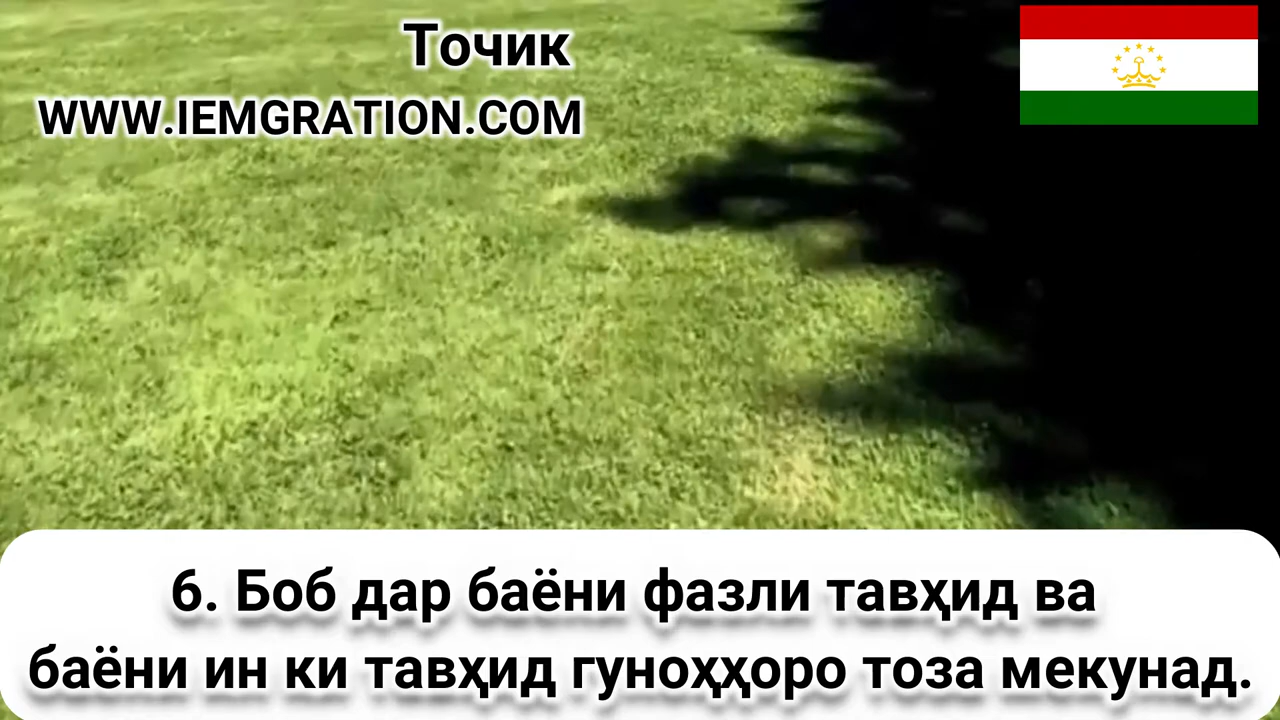 Точик
WWW.IEMGRATION.COM
6. Боб дар баёни фазли тавҳид ва
баёни ин ки тавҳид гуноҳҳоро тоза мекунад.